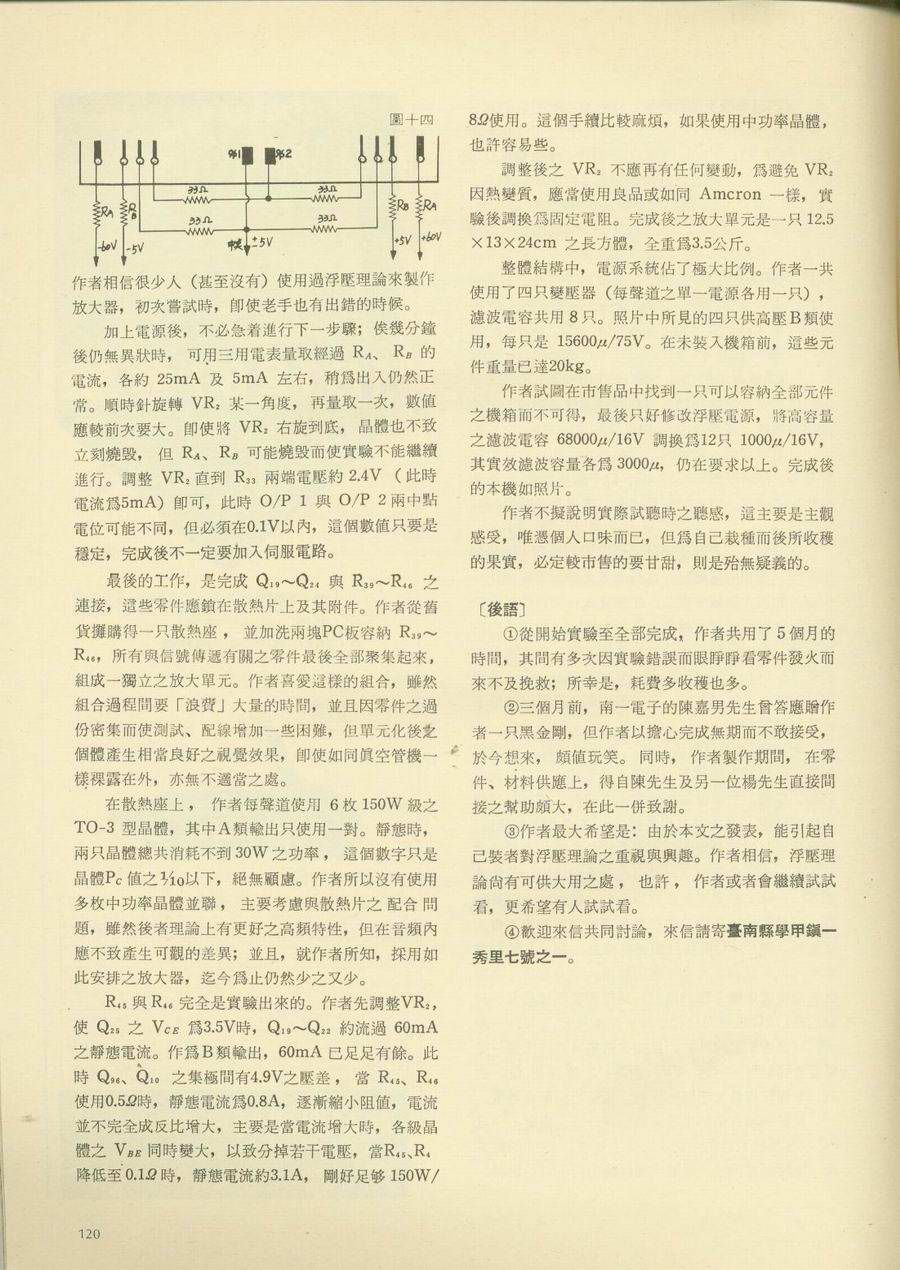 圖十四
%1 %2
33Ω 33Ω
RA RB RB RA
33Ω 33Ω
-60V -5V ±5V +5V +60V
作者相信很少人（甚至沒有）使用過浮壓理論來製作
放大器，初次嘗試時，卽使老手也有出錯的時候。
加上電源後，不必急着進行下一步驟；俟幾分鐘
後仍無異狀時，可用三用電表量取經過 RA、 RB 的
電流，各約 25mA 及 5mA 左右，稍爲出入仍然正
常。順時針旋轉 VR₂ 某一角度， 再量取一次，數值
應較前次要大。卽使將 VR₂ 右旋到底， 晶體也不致
立刻燒毀， 但 RA、 RB 可能燒毀而使實驗不能繼續
進行。調整 VR₂ 直到 R₃₃ 兩端電壓約 2.4V （此時
電流爲5mA）卽可，此時 O/P 1 與 O/P 2 兩中點
電位可能不同，但必須在0.1V以內，這個數值只要是
穩定，完成後不一定要加入伺服電路。
最後的工作，是完成 Q₁₉～Q₂₄ 與 R₃₉～R₄₆ 之
連接，這些零件應鎖在散熱片上及其附件。作者從舊
貨攤購得一只散熱座 ， 並加洗兩塊PC板容納 R₃₉～
R₄₆，所有與信號傳遞有關之零件最後全部聚集起來，
組成一獨立之放大單元。作者喜愛這樣的組合，雖然
組合過程間要「浪費」大量的時間，並且因零件之過
份密集而使測試、配線增加一些困難，但單元化後之
個體產生相當良好之視覺效果，卽使如同眞空管機一
樣裸露在外，亦無不適當之處。
在散熱座上 ， 作者每聲道使用 6 枚 150W 級之
TO-3 型晶體，其中A類輸出只使用一對。靜態時，
兩只晶體總共消耗不到 30W 之功率 ， 這個數字只是
晶體Pc 值之1/10以下，絕無顧慮。作者所以沒有使用
多枚中功率晶體並聯 ， 主要考慮與散熱片之 配合 問
題，雖然後者理論上有更好之高頻特性，但在音頻內
應不致產生可觀的差異；並且，就作者所知，採用如
此安排之放大器，迄今爲止仍然少之又少。
R₄₅ 與 R₄₆ 完全是實驗出來的。作者先調整VR₂，
使 Q₂₅ 之 VCE 爲3.5V時，Q₁₉～Q₂₂ 約流過 60mA
之靜態電流。作爲B類輸出，60mA 已足足有餘。此
時 Q₉₆、Q₁₀ 之集極間有4.9V之壓差 ， 當 R₄₅、R₄₆
使用0.5Ω時，靜態電流爲0.8A，逐漸縮小阻值，電流
並不完全成反比增大，主要是當電流增大時，各級晶
體之 VBE 同時變大，以致分掉若干電壓，當R₄₅、R₄
降低至 0.1Ω 時，靜態電流約3.1A， 剛好足够 150W/
8Ω使用。這個手續比較麻煩，如果使用中功率晶體，
也許容易些。
調整後之 VR₂ 不應再有任何變動，爲避免 VR₂
因熱變質，應當使用良品或如同 Amcron 一樣，實
驗後調換爲固定電阻。完成後之放大單元是一只 12.5
×13×24cm 之長方體，全重爲3.5公斤。
整體結構中，電源系統佔了極大比例。作者一共
使用了四只變壓器（每聲道之單一電源各用一只），
濾波電容共用 8 只。照片中所見的四只供高壓B類使
用，每只是 15600μ/75V。在未裝入機箱前，這些元
件重量已達20kg。
作者試圖在市售品中找到一只可以容納全部元件
之機箱而不可得，最後只好修改浮壓電源，將高容量
之濾波電容 68000μ/16V 調換爲12只 1000μ/16V，
其實效濾波容量各爲 3000μ， 仍在要求以上。完成後
的本機如照片。
作者不擬說明實際試聽時之聽感，這主要是主觀
感受，唯憑個人口味而已，但爲自己栽種而後所收穫
的果實，必定較市售的要甘甜，則是殆無疑義的。
〔後語〕
①從開始實驗至全部完成，作者共用了 5 個月的
時間，其間有多次因實驗錯誤而眼睜睜看零件發火而
來不及挽救；所幸是，耗費多收穫也多。
②三個月前，南一電子的陳嘉男先生曾答應贈作
者一只黑金剛，但作者以擔心完成無期而不敢接受，
於今想來， 頗値玩笑。 同時， 作者製作期間， 在零
件、材料供應上，得自陳先生及另一位楊先生直接間
接之幫助頗大，在此一併致謝。
③作者最大希望是：由於本文之發表，能引起自
己裝者對浮壓理論之重視與興趣。作者相信，浮壓理
論尙有可供大用之處 ， 也許 ， 作者或者會繼續試試
看，更希望有人試試看。
④歡迎來信共同討論，來信請寄臺南縣學甲鎭一
秀里七號之一。
120